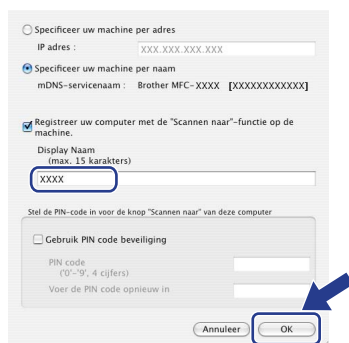 Specificeer uw machine per adres
IP adres : XXX.XXX.XXX.XXX
Specificeer uw machine per naam
mDNS-servicenaam : Brother MFC-XXXX [XXXXXXXXXXXX]
Registreer uw computer met de "Scannen naar"-functie op de
machine.
Display Naam
(max. 15 karakters)
XXXX
Stel de PIN-code in voor de knop "Scannen naar" van deze computer
Gebruik PIN code beveiliging
PIN code
('0'-'9', 4 cijfers)
Voer de PIN code opnieuw in
Annuleer OK